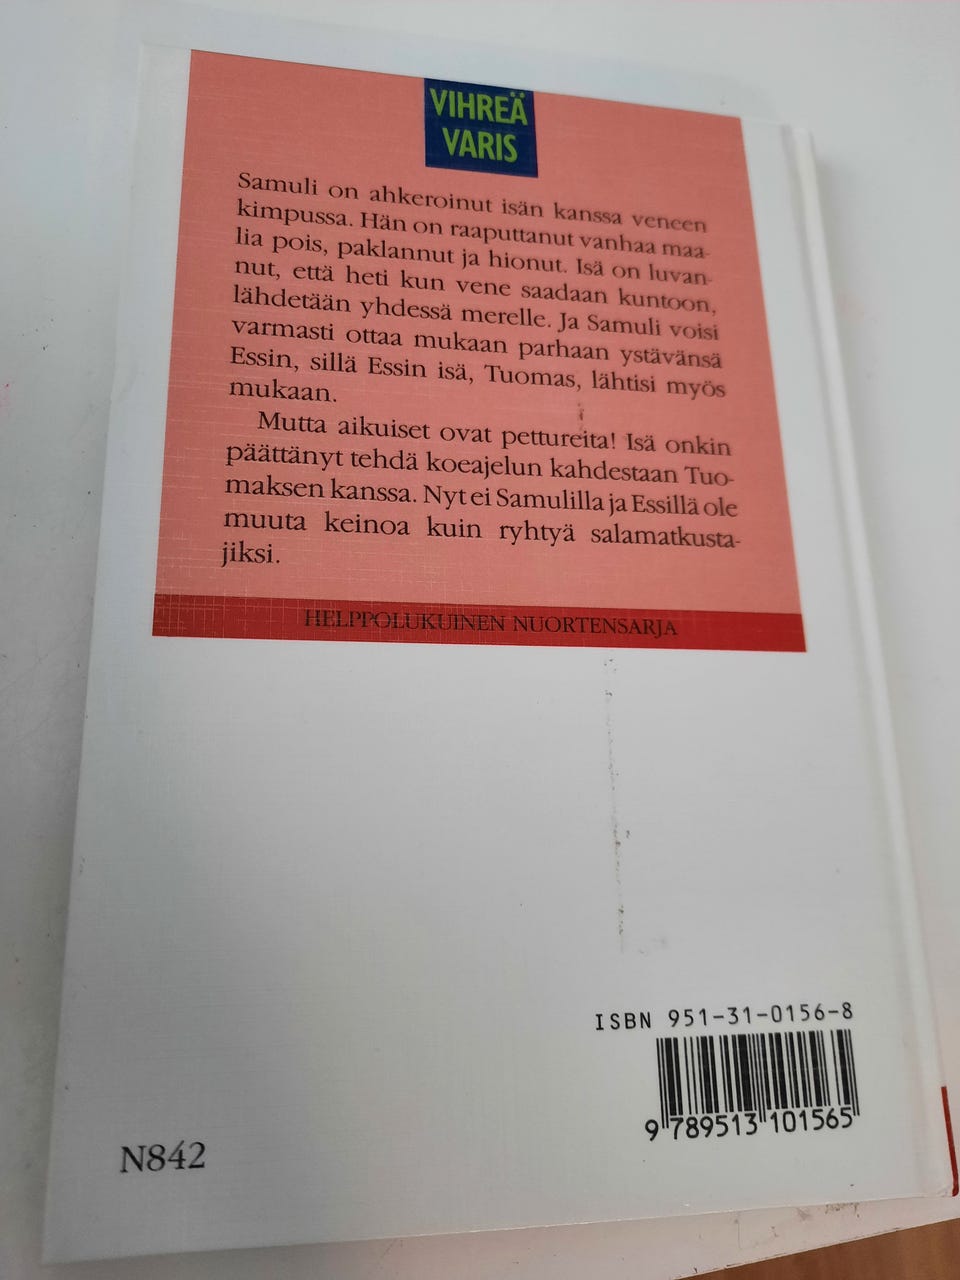 VIHREÄ
VARIS
Samuli on ahkeroinut isän kanssa veneen
kimpussa. Hän on raaputtanut vanhaa maa-
lia pois, paklannut ja hionut. Isä on luvan-
nut, että heti kun vene saadaan kuntoon,
lähdetään yhdessä merelle. Ja Samuli voisi
varmasti ottaa mukaan parhaan ystävänsä
Essin, sillä Essin isä, Tuomas, lähtisi myös
mukaan.
Mutta aikuiset ovat pettureita! Isä onkin
päättänyt tehdä koeajelun kahdestaan Tuo-
maksen kanssa. Nyt ei Samulilla ja Essillä ole
muuta keinoa kuin ryhtyä salamatkusta-
jiksi.
HELPPOLUKUINEN NUORTENSARJA
ISBN 951-31-0156-8
9 789513 101565
N842